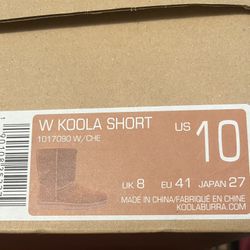 W KOOLA SHORT
1017090 W/CHE
US 10
UK 8 EU 41 JAPAN 27
MADE IN CHINA/FABRIQUÉ EN CHINE
KOOLABURRA.COM